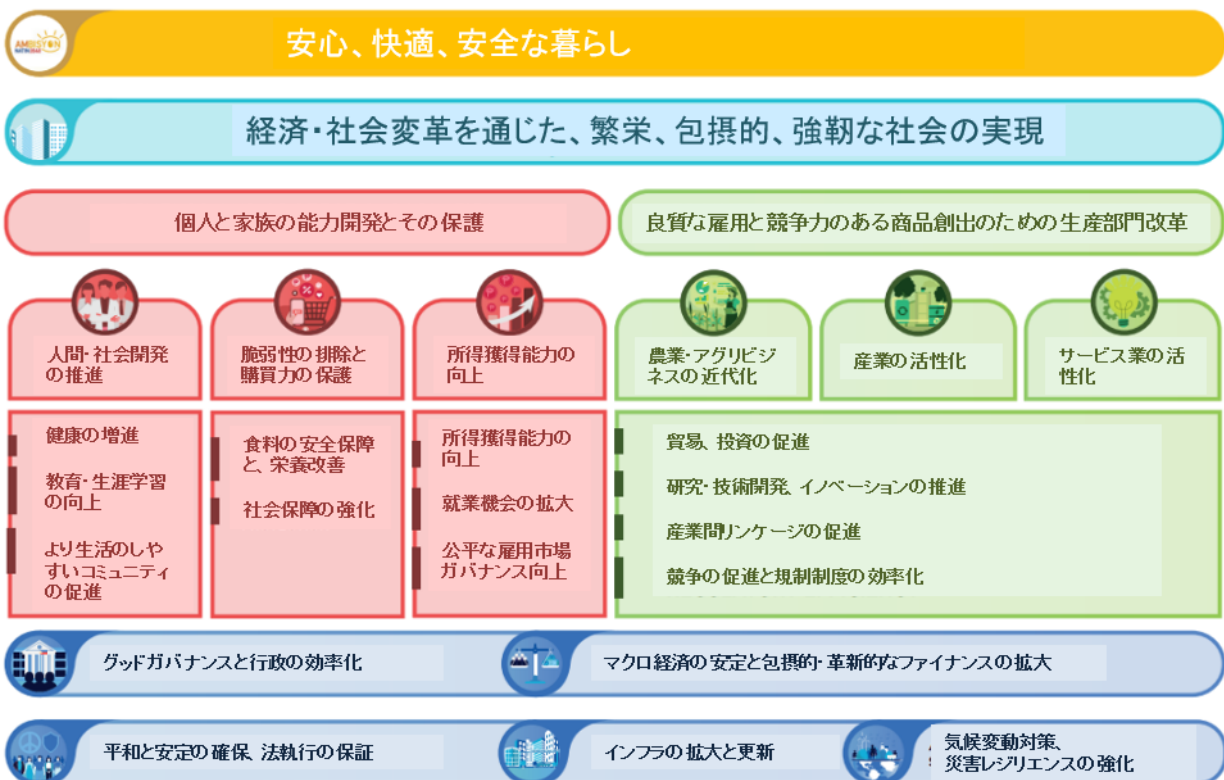 AMBISYON
安心、快適、安全な暮らし
経済・社会変革を通じた、繁栄、包摂的、強靭な社会の実現
個人と家族の能力開発とその保護
良質な雇用と競争力のある商品創出のための生産部門改革
人間・社会開発
の推進
脆弱性の排除と
購買力の保護
所得獲得能力の
向上
農業・アグリビジ
ネスの近代化
産業の活性化
サービス業の活
性化
健康の増進
教育・生涯学習
の向上
より生活のしや
すいコミュニティ
の促進
食料の安全保障
と、栄養改善
社会保障の強化
所得獲得能力の
向上
就業機会の拡大
公平な雇用市場
ガバナンス向上
貿易、投資の促進
研究・技術開発、イノベーションの推進
産業間リンケージの促進
競争の促進と規制制度の効率化
グッドガバナンスと行政の効率化
マクロ経済の安定と包摂的・革新的なファイナンスの拡大
平和と安定の確保、法執行の保証
インフラの拡大と更新
気候変動対策、
災害レジリエンスの強化